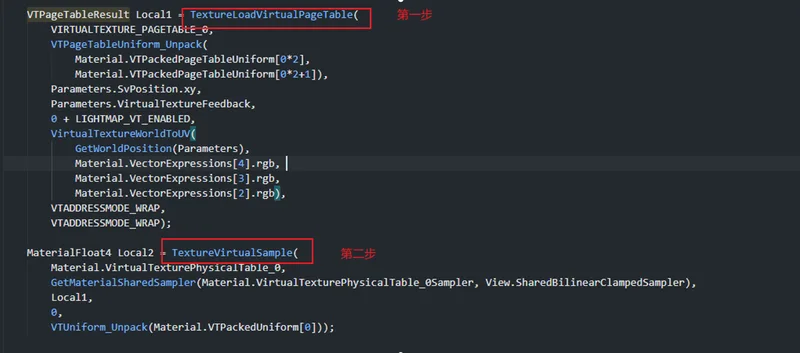 VTPageTableResult Local1 = TextureLoadVirtualPageTable( 第一步
VIRTUALTEXTURE_PAGETABLE_0,
VTPageTableUniform_Unpack(
Material.VTPackedPageTableUniform[0*2],
Material.VTPackedPageTableUniform[0*2+1]),
Parameters.SvPosition.xy,
Parameters.VirtualTextureFeedback,
0 + LIGHTMAP_VT_ENABLED,
VirtualTextureWorldToUV(
GetWorldPosition(Parameters),
Material.VectorExpressions[4].rgb,
Material.VectorExpressions[3].rgb,
Material.VectorExpressions[2].rgb),
VTADDRESSMODE_WRAP,
VTADDRESSMODE_WRAP);
MaterialFloat4 Local2 = TextureVirtualSample( 第二步
Material.VirtualTexturePhysicalTable_0,
GetMaterialSharedSampler(Material.VirtualTexturePhysicalTable_0Sampler, View.SharedBilinearClampedSampler),
Local1,
0,
VTUniform_Unpack(Material.VTPackedUniform[0]));